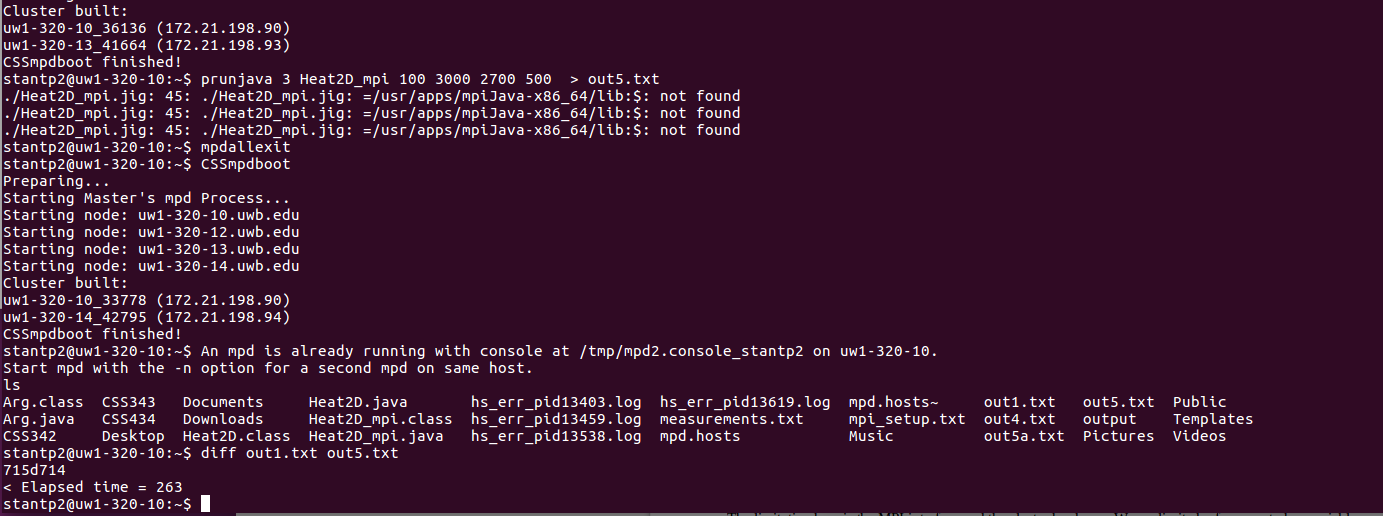 Cluster built:
uw1-320-10_36136 (172.21.198.90)
uw1-320-13_41664 (172.21.198.93)
CSSmpdboot finished!
stantp2@uw1-320-10:~$ prunjava 3 Heat2D_mpi 100 3000 2700 500  > out5.txt
./Heat2D_mpi.jig: 45: ./Heat2D_mpi.jig: =/usr/apps/mpiJava-x86_64/lib:$: not found
./Heat2D_mpi.jig: 45: ./Heat2D_mpi.jig: =/usr/apps/mpiJava-x86_64/lib:$: not found
./Heat2D_mpi.jig: 45: ./Heat2D_mpi.jig: =/usr/apps/mpiJava-x86_64/lib:$: not found
stantp2@uw1-320-10:~$ mpdallexit
stantp2@uw1-320-10:~$ CSSmpdboot
Preparing...
Starting Master's mpd Process...
Starting node: uw1-320-10.uwb.edu
Starting node: uw1-320-12.uwb.edu
Starting node: uw1-320-13.uwb.edu
Starting node: uw1-320-14.uwb.edu
Cluster built:
uw1-320-10_33778 (172.21.198.90)
uw1-320-14_42795 (172.21.198.94)
CSSmpdboot finished!
stantp2@uw1-320-10:~$ An mpd is already running with console at /tmp/mpd2.console_stantp2 on uw1-320-10.
Start mpd with the -n option for a second mpd on same host.
ls
Arg.class  CSS343   Documents    Heat2D.java       hs_err_pid13403.log  hs_err_pid13619.log  mpd.hosts~     out1.txt   out5.txt  Public
Arg.java   CSS434   Downloads    Heat2D_mpi.class  hs_err_pid13459.log  measurements.txt     mpi_setup.txt  out4.txt   output    Templates
CSS342     Desktop  Heat2D.class  Heat2D_mpi.java  hs_err_pid13538.log  mpd.hosts            Music          out5a.txt  Pictures  Videos
stantp2@uw1-320-10:~$ diff out1.txt out5.txt
715d714
< Elapsed time = 263
stantp2@uw1-320-10:~$